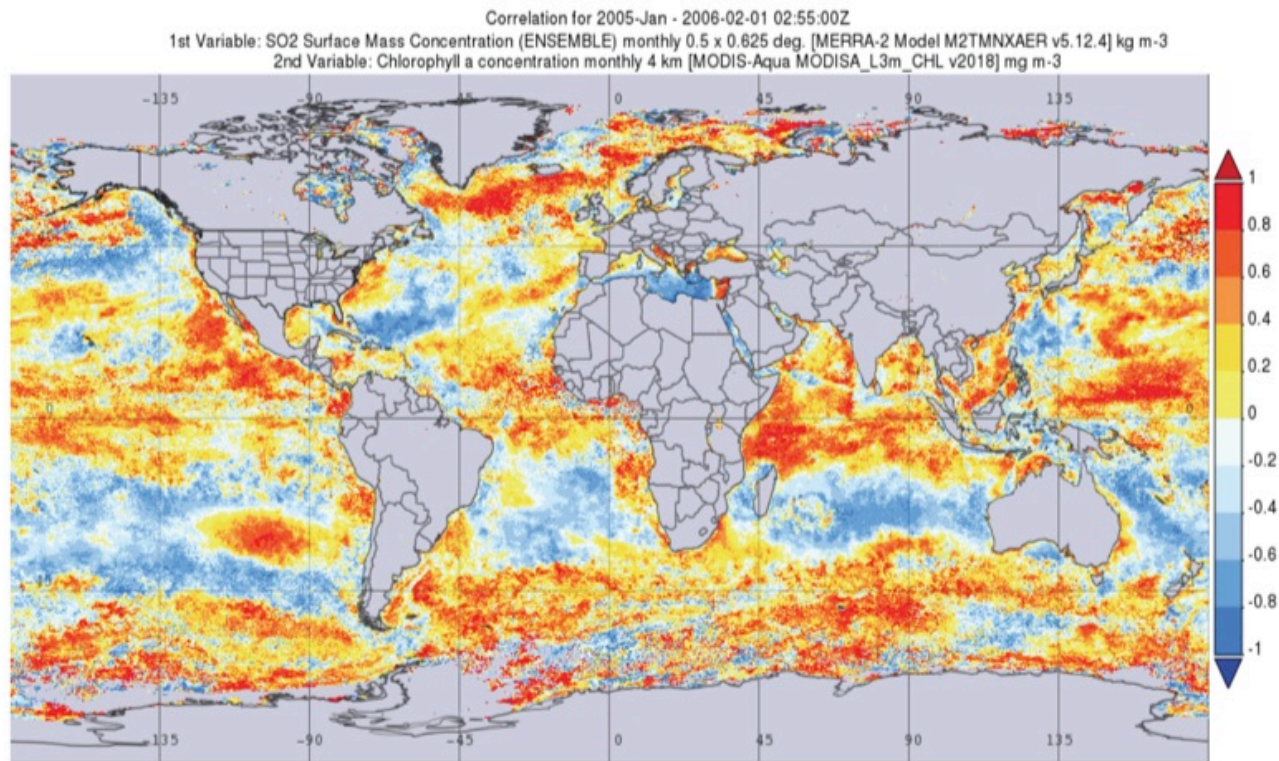 Correlation for 2005-Jan - 2006-02-01 02:55:00Z
1st Variable: SO2 Surface Mass Concentration (ENSEMBLE) monthly 0.5 x 0.625 deg. [MERRA-2 Model M2TMNXAER v5.12.4] kg m-3
2nd Variable: Chlorophyll a concentration monthly 4 km [MODIS-Aqua MODISA_L3m_CHL v2018] mg m-3
-135 -90 -45 0 45 90 135
1
0.8
0.6
0.4
0.2
0
-0.2
-0.4
-0.6
-0.8
-1
0 0
-45
-135 -90 -45 0 45 90 135